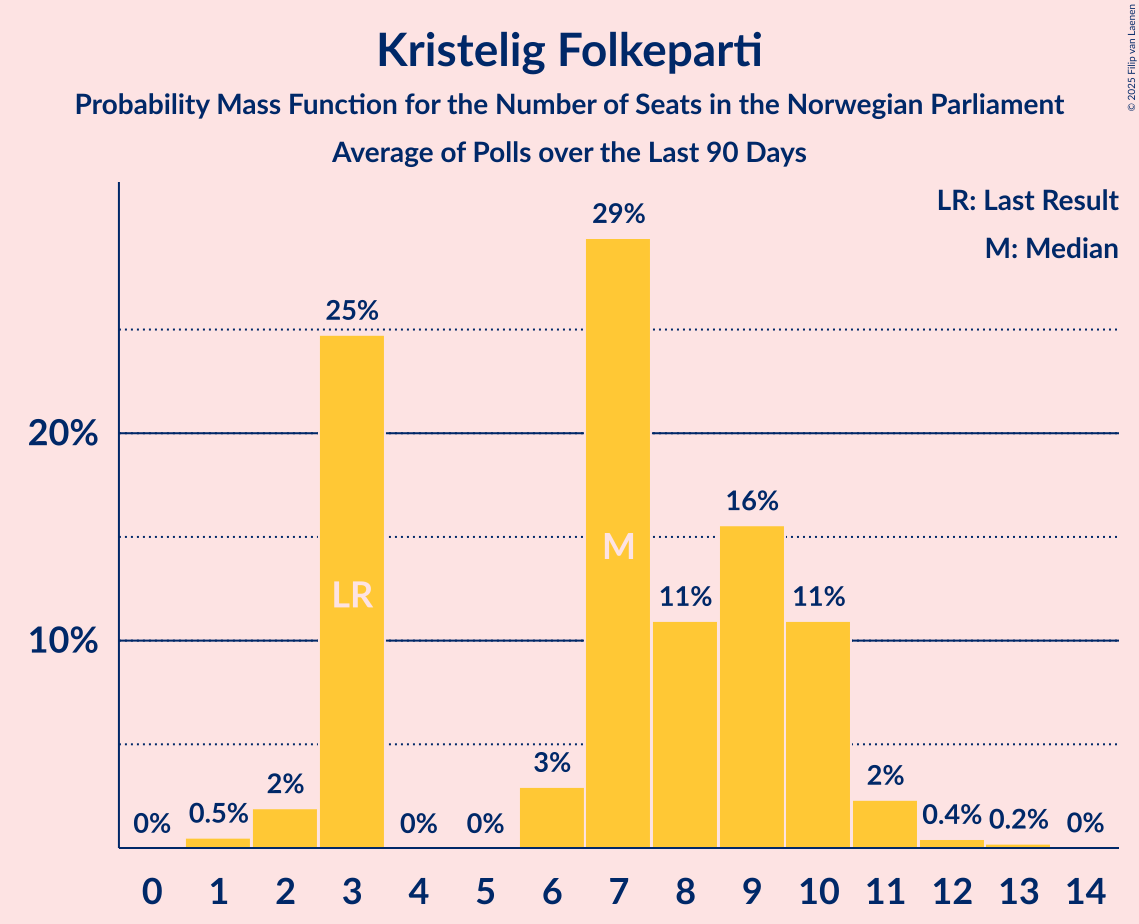 Kristelig Folkeparti
Probability Mass Function for the Number of Seats in the Norwegian Parliament
Average of Polls over the Last 90 Days
© 2025 Filip van Laenen
LR: Last Result
M: Median
20%
10%
0%
0.5%
2%
25%
0%
0%
3%
29%
11%
16%
11%
2%
0.4%
0.2%
0%
LR
M
0 1 2 3 4 5 6 7 8 9 10 11 12 13 14